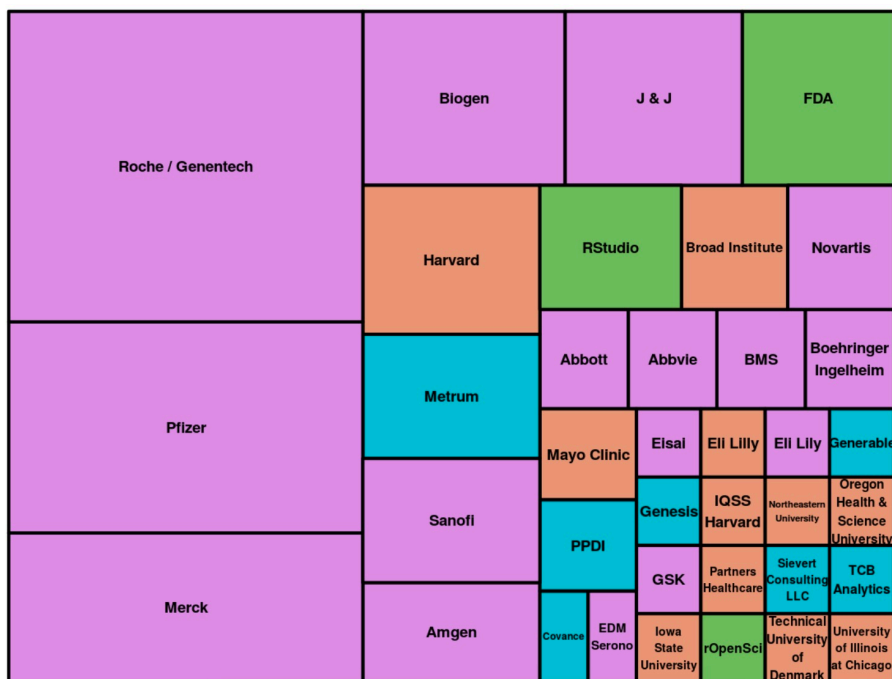 Roche / Genentech
Pfizer
Merck
Biogen
J & J
FDA
Harvard
Metrum
Sanofi
Amgen
RStudio
Broad Institute
Novartis
Abbott
Abbvie
BMS
Boehringer
Ingelheim
Mayo Clinic
PPDI
Covance
EDM
Serono
Eisai
Eli Lilly
Eli Lily
Generable
Genesis
IQSS
Harvard
Northeastern
University
Oregon
Health &
Science
University
GSK
Partners
Healthcare
Sievert
Consulting
LLC
TCB
Analytics
Iowa
State
University
rOpenSci
Technical
University
of
Denmark
University
of Illinois
at Chicago